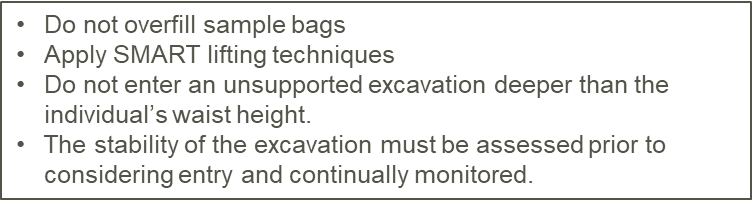 • Do not overfill sample bags
• Apply SMART lifting techniques
• Do not enter an unsupported excavation deeper than the
individual’s waist height.
• The stability of the excavation must be assessed prior to
considering entry and continually monitored.